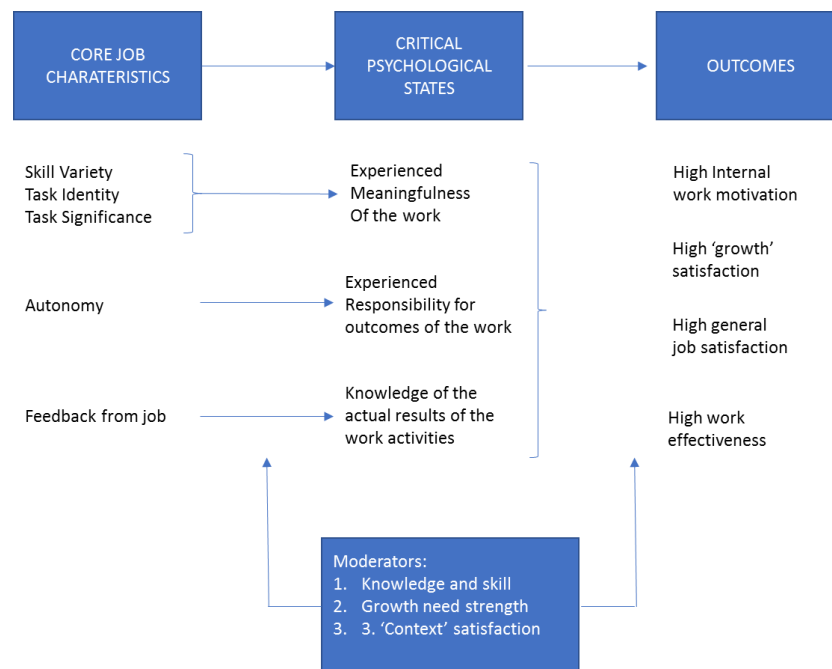 CORE JOB
CHARATERISTICS
CRITICAL
PSYCHOLOGICAL
STATES
OUTCOMES
Skill Variety
Task Identity
Task Significance
Experienced
Meaningfulness
Of the work
High Internal
work motivation
High ‘growth’
satisfaction
Autonomy
Experienced
Responsibility for
outcomes of the work
High general
job satisfaction
Feedback from job
Knowledge of the
actual results of the
work activities
High work
effectiveness
Moderators:
1. Knowledge and skill
2. Growth need strength
3. 3. ‘Context’ satisfaction